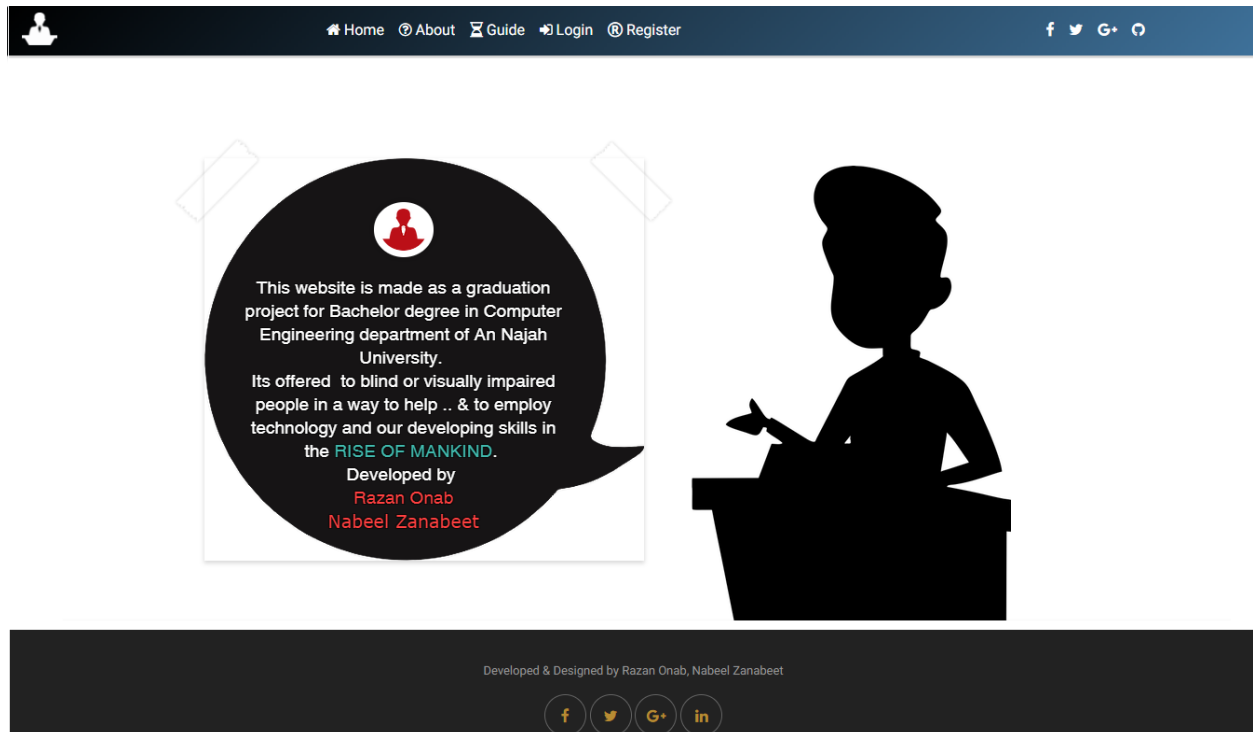 Home About Guide Login Register
This website is made as a graduation
project for Bachelor degree in Computer
Engineering department of An Najah
University.
Its offered to blind or visually impaired
people in a way to help .. & to employ
technology and our developing skills in
the RISE OF MANKIND.
Developed by
Razan Onab
Nabeel Zanabeet
Developed & Designed by Razan Onab, Nabeel Zanabeet